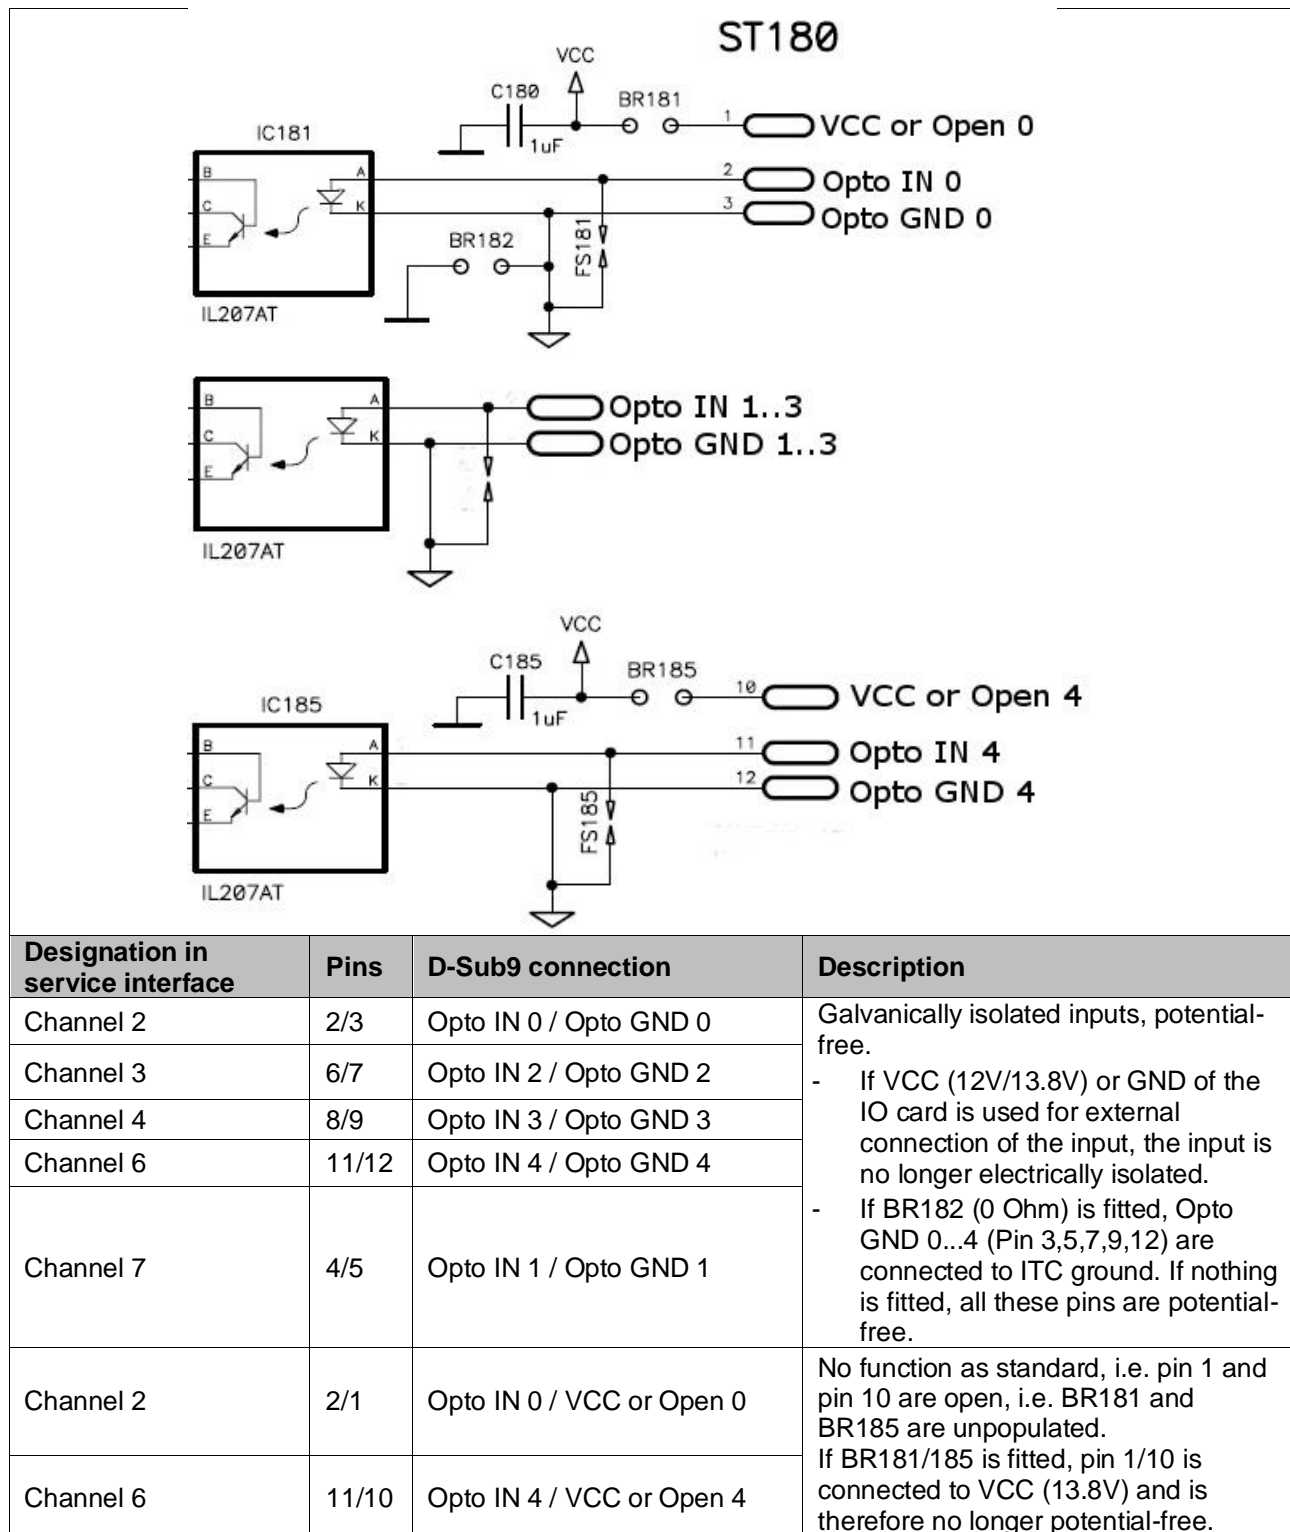 ST180
VCC
C180
BR181
1uF
1
VCC or Open 0
IC181
B
A
2
Opto IN 0
C
K
3
Opto GND 0
E
BR182
FS181
IL207AT
B
A
Opto IN 1..3
C
K
Opto GND 1..3
E
IL207AT
VCC
C185
BR185
1uF
10
VCC or Open 4
IC185
B
A
11
Opto IN 4
C
K
12
Opto GND 4
E
FS185
IL207AT
Designation in
service interface
Pins
D-Sub9 connection
Description
Channel 2
2/3
Opto IN 0 / Opto GND 0
Channel 3
6/7
Opto IN 2 / Opto GND 2
Channel 4
8/9
Opto IN 3 / Opto GND 3
Channel 6
11/12
Opto IN 4 / Opto GND 4
Channel 7
4/5
Opto IN 1 / Opto GND 1
Galvanically isolated inputs, potential-
free.
- If VCC (12V/13.8V) or GND of the
IO card is used for external
connection of the input, the input is
no longer electrically isolated.
- If BR182 (0 Ohm) is fitted, Opto
GND 0...4 (Pin 3,5,7,9,12) are
connected to ITC ground. If nothing
is fitted, all these pins are potential-
free.
Channel 2
2/1
Opto IN 0 / VCC or Open 0
Channel 6
11/10
Opto IN 4 / VCC or Open 4
No function as standard, i.e. pin 1 and
pin 10 are open, i.e. BR181 and
BR185 are unpopulated.
If BR181/185 is fitted, pin 1/10 is
connected to VCC (13.8V) and is
therefore no longer potential-free.